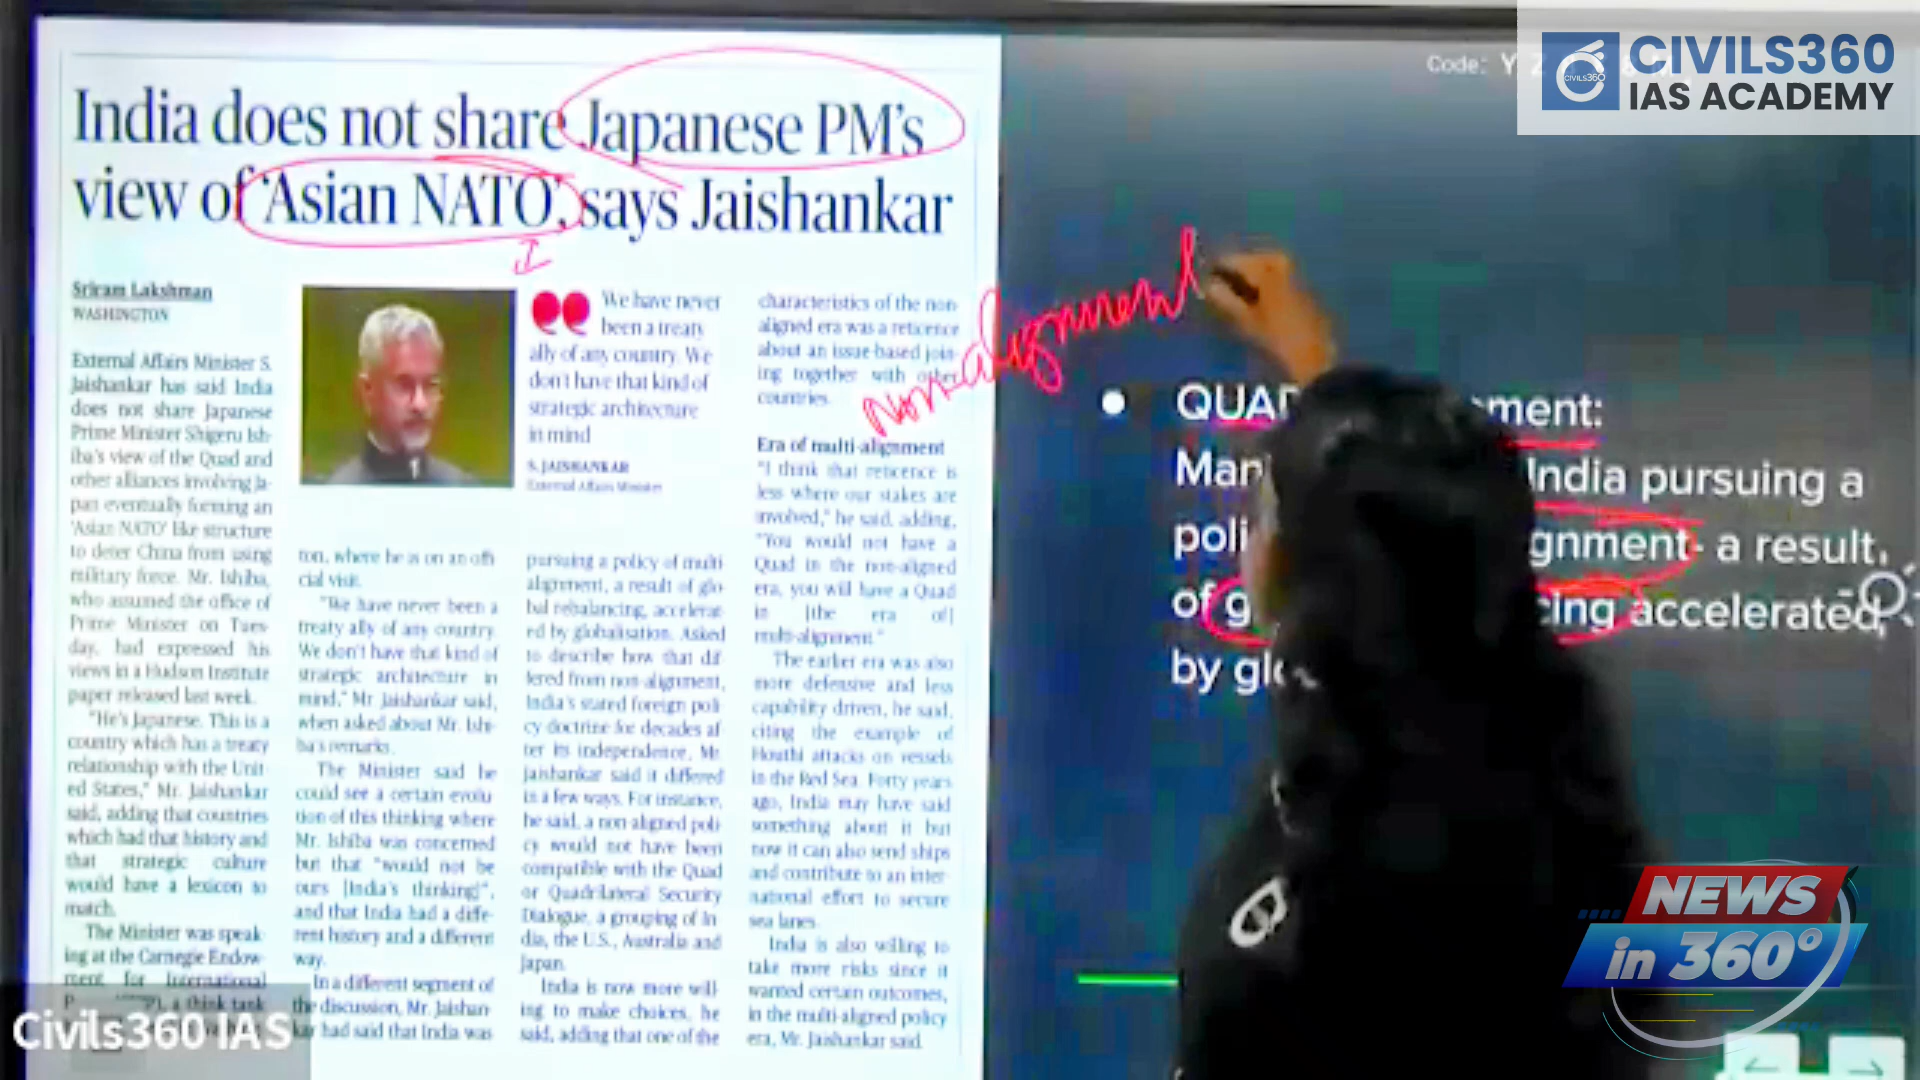 CIVILS360
IAS ACADEMY
CIVILS360
Code: Y
India does not share Japanese PM's
view of 'Asian NATO', says Jaishankar
Sriram Lakshman
WASHINGTON
External Affairs Minister S.
Jaishankar has said India
does not share Japanese
Prime Minister Shigeru Ish-
iba's view of the Quad and
other alliances involving Ja-
pan eventually forming an
'Asian NATO' like structure
to deter China from using
military force. Mr. Ishiba,
who assumed the office of
Prime Minister on Tues-
day, had expressed his
views in a Hudson Institute
paper released last week.
"He's Japanese. This is a
country which has a treaty
relationship with the Unit-
ed States," Mr. Jaishankar
said, adding that countries
which had that history and
that strategic culture
would have a lexicon to
match.
The Minister was speak-
ing at the Carnegie Endow-
ment for International
a think tank
We have never
been a treaty
ally of any country. We
don't have that kind of
strategic architecture
in mind
S. JAISHANKAR
External Affairs Minister
ton, where he is on an offi-
cial visit.
"We have never been a
treaty ally of any country.
We don't have that kind of
strategic architecture in
mind," Mr Jaishankar said,
when asked about Mr. Ishi-
ba's remarks.
The Minister said he
could see a certain evolu-
tion of this thinking where
Mr. Ishiba was concerned
but that "would not be
ours [India's thinking]",
and that India had a diffe-
rent history and a different
way.
In a different segment of
the discussion, Mr. Jaishan-
kar had said that India was
pursuing a policy of multi
alignment, a result of glo-
bal rebalancing, accelerat-
ed by globalisation. Asked
to describe how that dif-
fered from non-alignment,
India's stated foreign poli-
cy doctrine for decades af-
ter its independence, Mr.
Jaishankar said it differed
in a few ways. For instance,
he said, a non aligned poli-
cy would not have been
compatible with the Quad
or Quadrilateral Security
Dialogue, a grouping of In-
dia, the U.S., Australia and
Japan.
India is now more will-
ing to make choices, he
said, adding that one of the
characteristics of the non-
aligned era was a reticence
about an issue-based join-
ing together with other
countries.
Era of multi-alignment
"I think that reticence is
less where our stakes are
involved," he said, adding,
"You would not have a
Quad in the non-aligned
era, you will have a Quad
in [the era of]
multi-alignment."
The earlier era was also
more defensive and less
capability driven, he said,
citing the example of
Houthi attacks on vessels
in the Red Sea. Forty years
ago, India may have said
something about it but
now it can also send ships
and contribute to an inter-
national effort to secure
sea lanes.
India is also willing to
take more risks since it
wanted certain outcomes,
in the multi-aligned policy
era, Mr. Jaishankar said.
Non-alignment
• QUAD ment:
India pursuing a
gnment- a result
of g cing accelerated
by gl
Civils360 IAS
NEWS
in 360°